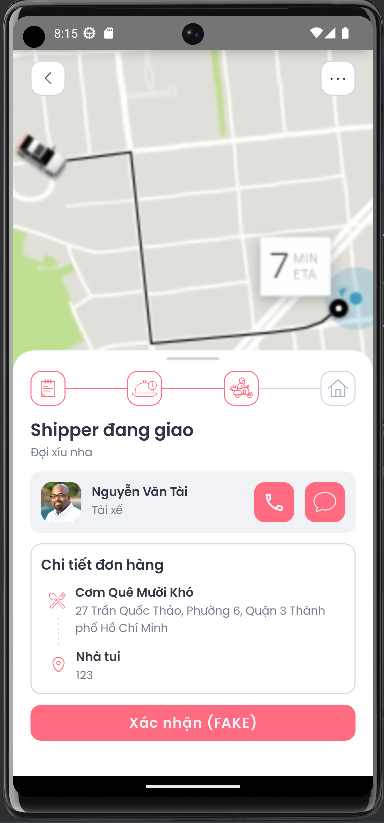 8:15
7 MIN
ETA
Shipper đang giao
Đợi xíu nha
Nguyễn Văn Tài
Tài xế
Chi tiết đơn hàng
Cơm Quê Mười Khó
27 Trần Quốc Thảo, Phường 6, Quận 3 Thành
phố Hồ Chí Minh
Nhà tui
123
Xác nhận (FAKE)